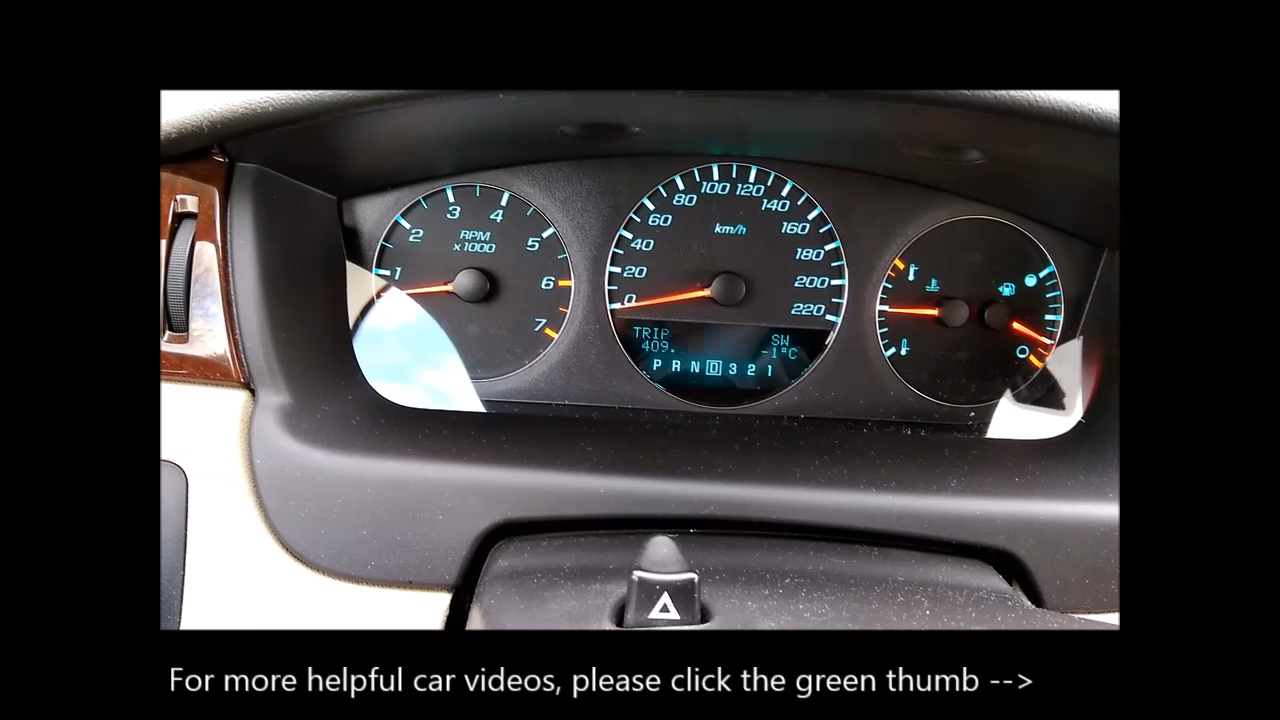 1
2
3
4
5
6
7
RPM
x1000
0
20
40
60
80
100
120
140
160
180
200
220
km/h
TRIP
409.
SW
-1°C
P R N D 3 2 1
For more helpful car videos, please click the green thumb -->